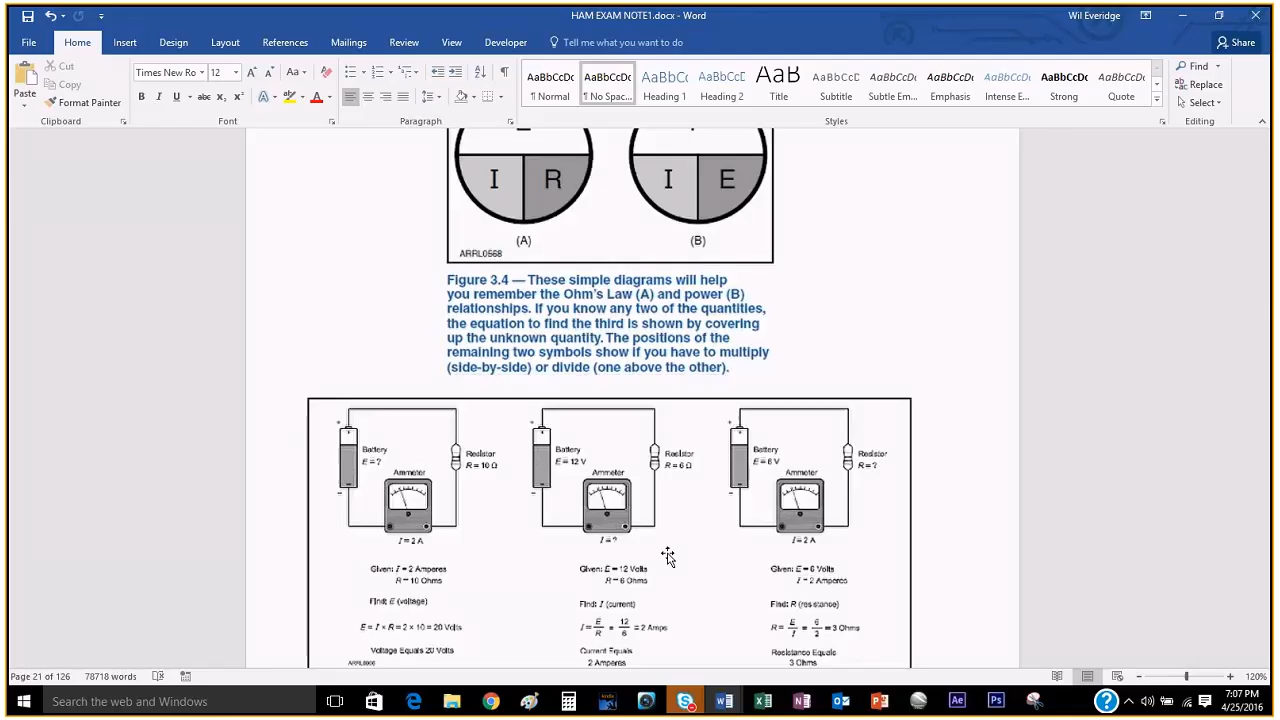 HAM EXAM NOTE1.docx - Word
Wil Everidge
File Home Insert Design Layout References Mailings Review View Developer Tell me what you want to do Share
Paste
Cut
Copy
Format Painter
Clipboard
Times New Ro 12
Font
Paragraph
AaBbCcDc AaBbCcDc AaBbCc AaBbCcC AaB AaBbCcD AaBbCcDt AaBbCcDt AaBbCcDt AaBbCcDc AaBbCcDt
¶ Normal ¶ No Spac... Heading 1 Heading 2 Title Subtitle Subtle Em... Emphasis Intense E... Strong Quote
Styles
Find
Replace
Select
Editing
I R I E
(A) (B)
ARRL0568
Figure 3.4 — These simple diagrams will help
you remember the Ohm's Law (A) and power (B)
relationships. If you know any two of the quantities,
the equation to find the third is shown by covering
up the unknown quantity. The positions of the
remaining two symbols show if you have to multiply
(side-by-side) or divide (one above the other).
Battery
E = ?
Resistor
R = 10 Ω
Ammeter
I = 2 A
Given: I = 2 Amperes
R = 10 Ohms
Find: E (voltage)
E = I × R = 2 × 10 = 20 Volts
Voltage Equals 20 Volts
Battery
E = 12 V
Resistor
R = 6 Ω
Ammeter
I = ?
Given: E = 12 Volts
R = 6 Ohms
Find: I (current)
I = E/R = 12/6 = 2 Amps
Current Equals
2 Amperes
Battery
E = 6 V
Resistor
R = ?
Ammeter
I = 2 A
Given: E = 6 Volts
I = 2 Amperes
Find: R (resistance)
R = E/I = 6/2 = 3 Ohms
Resistance Equals
3 Ohms
Page 21 of 126 78718 words 120%
Search the web and Windows
7:07 PM
4/25/2016